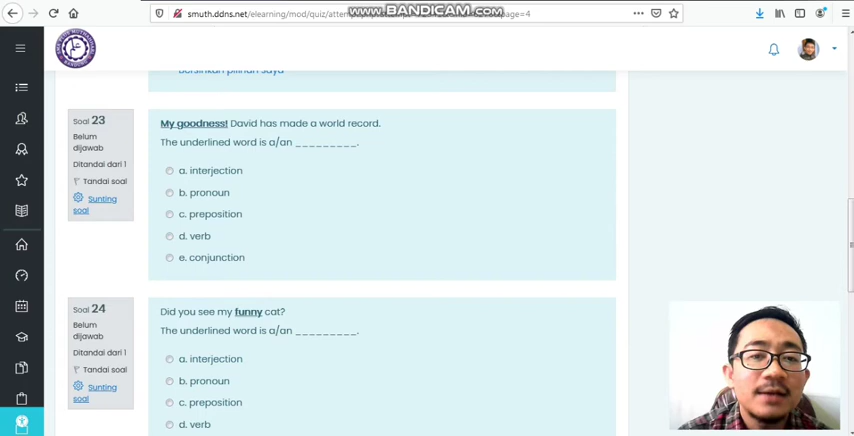 smuth.ddns.net/elearning/mod/quiz/attempt
page=4
www.BANDICAM.com
Bersihkan pilihan saya
Soal 23
Belum
dijawab
Ditandai dari 1
Tandai soal
Sunting
soal
My goodness! David has made a world record.
The underlined word is a/an _________.
a. interjection
b. pronoun
c. preposition
d. verb
e. conjunction
Soal 24
Belum
dijawab
Ditandai dari 1
Tandai soal
Sunting
soal
Did you see my funny cat?
The underlined word is a/an _________.
a. interjection
b. pronoun
c. preposition
d. verb